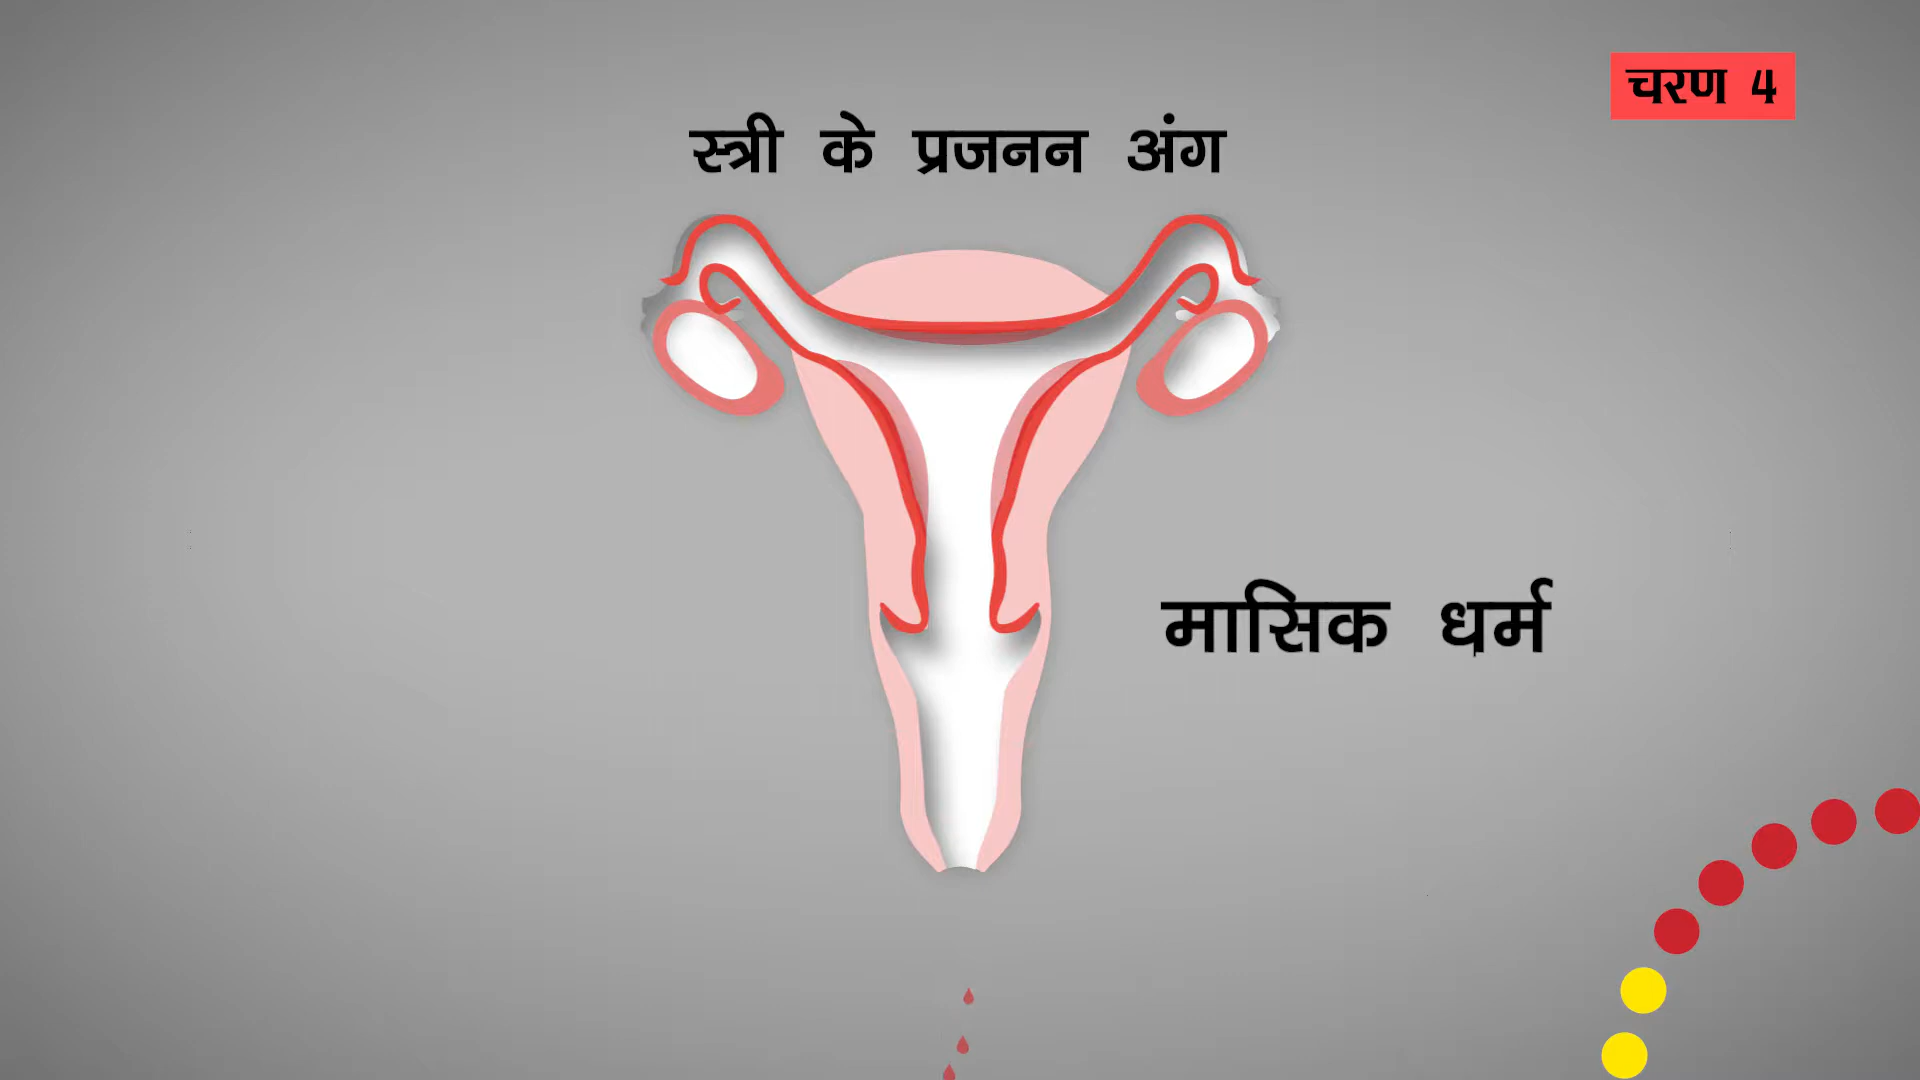 चरण 4
स्त्री के प्रजनन अंग
मासिक धर्म